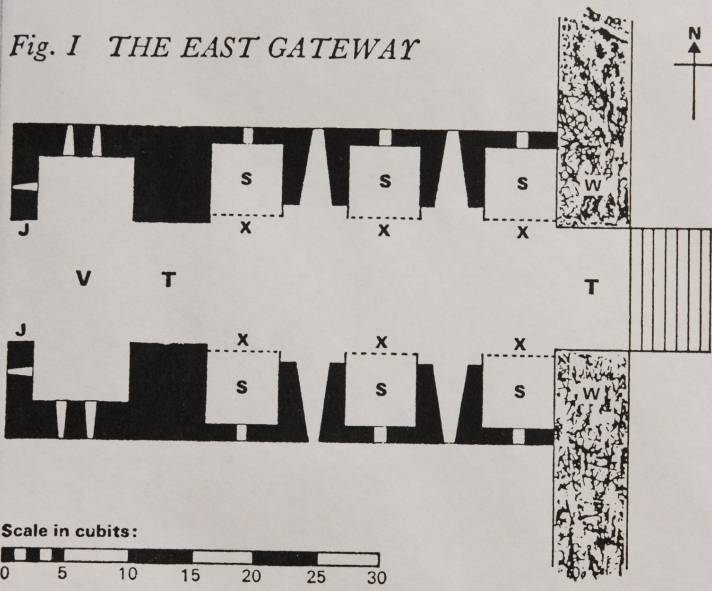 Fig. I THE EAST GATEWAY
N
S S S W
J X X X
V T T
J X X X
S S S W
Scale in cubits:
0 5 10 15 20 25 30